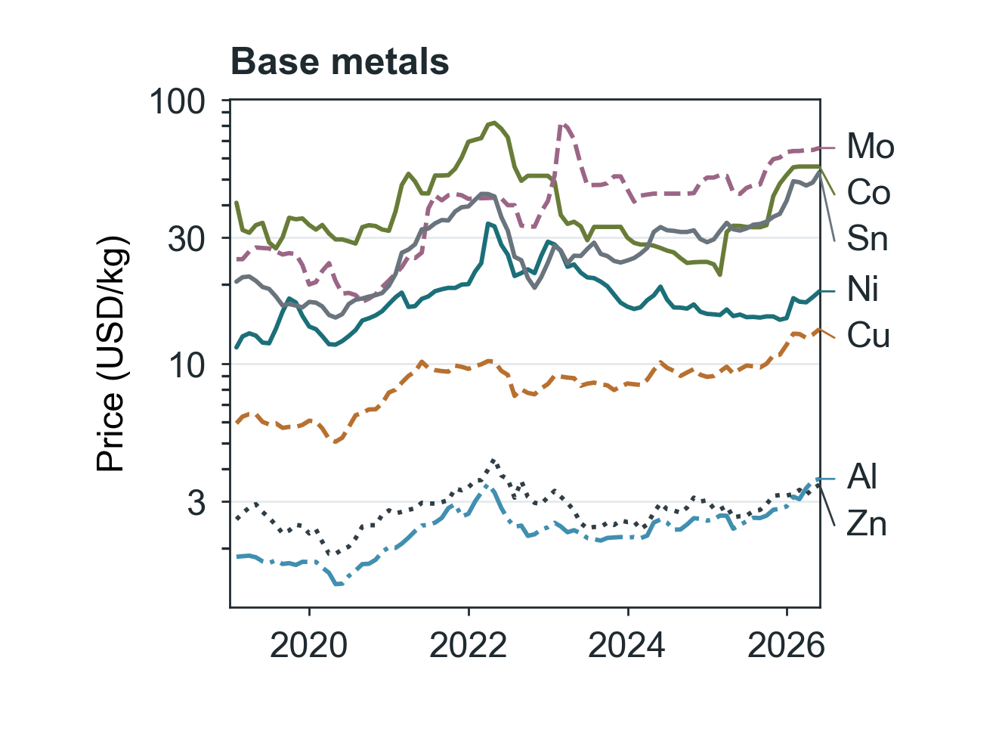 Base metals
100
30
10
3
Price (USD/kg)
2020 2022 2024 2026
Mo
Co
Sn
Ni
Cu
Al
Zn